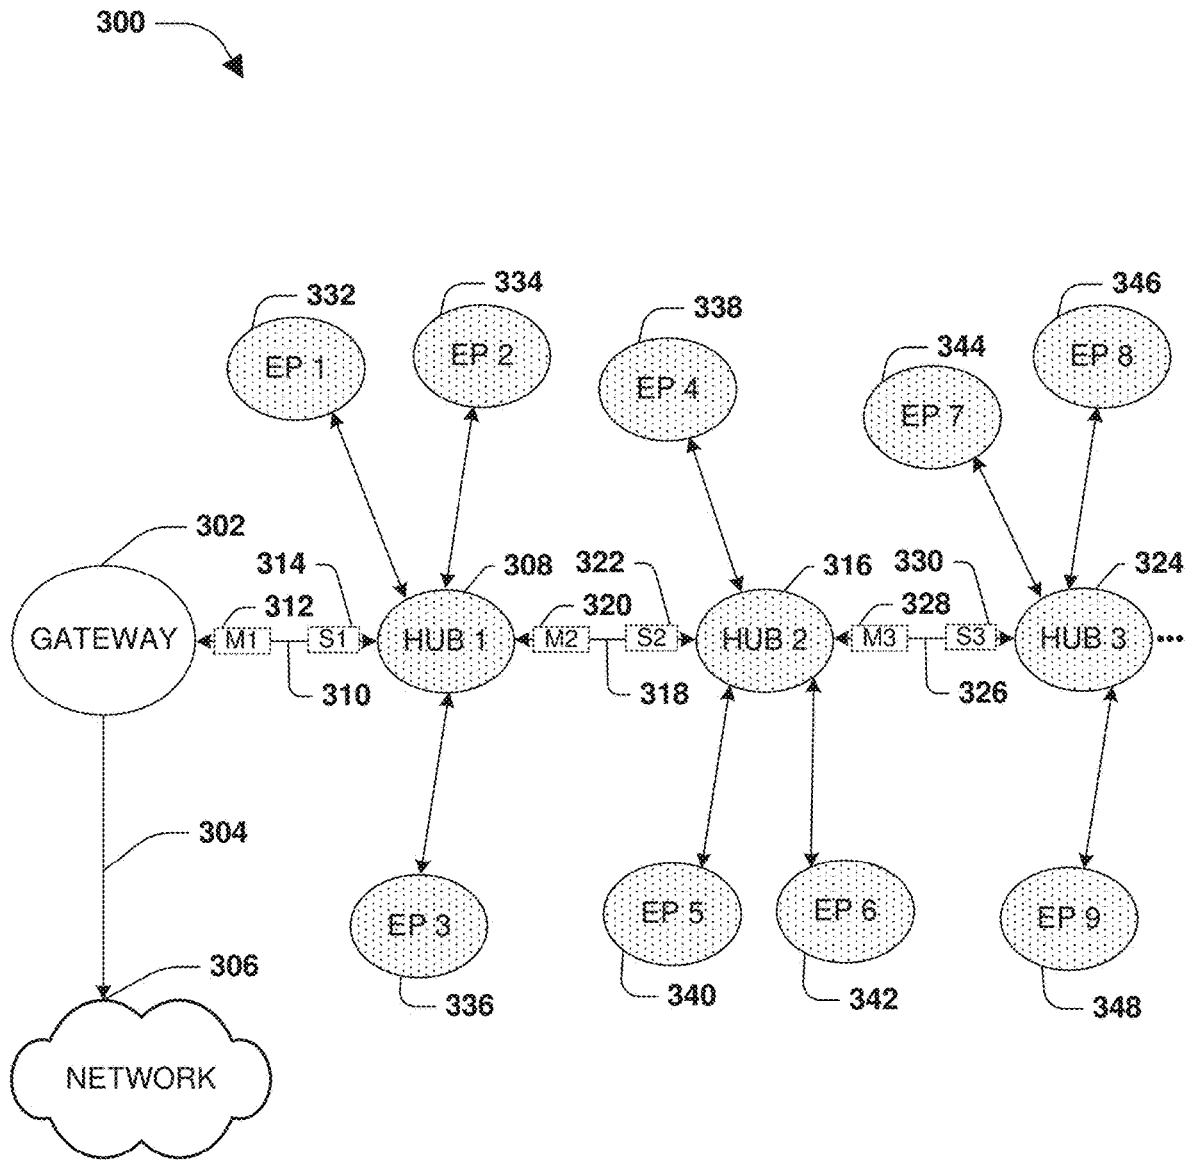 300
332
334
338
344
346
EP 1
EP 2
EP 4
EP 7
EP 8
302
312
314
308
320
322
316
328
330
324
GATEWAY
M1
S1
HUB 1
M2
S2
HUB 2
M3
S3
HUB 3
310
318
326
304
EP 3
EP 5
EP 6
EP 9
306
336
340
342
348
NETWORK